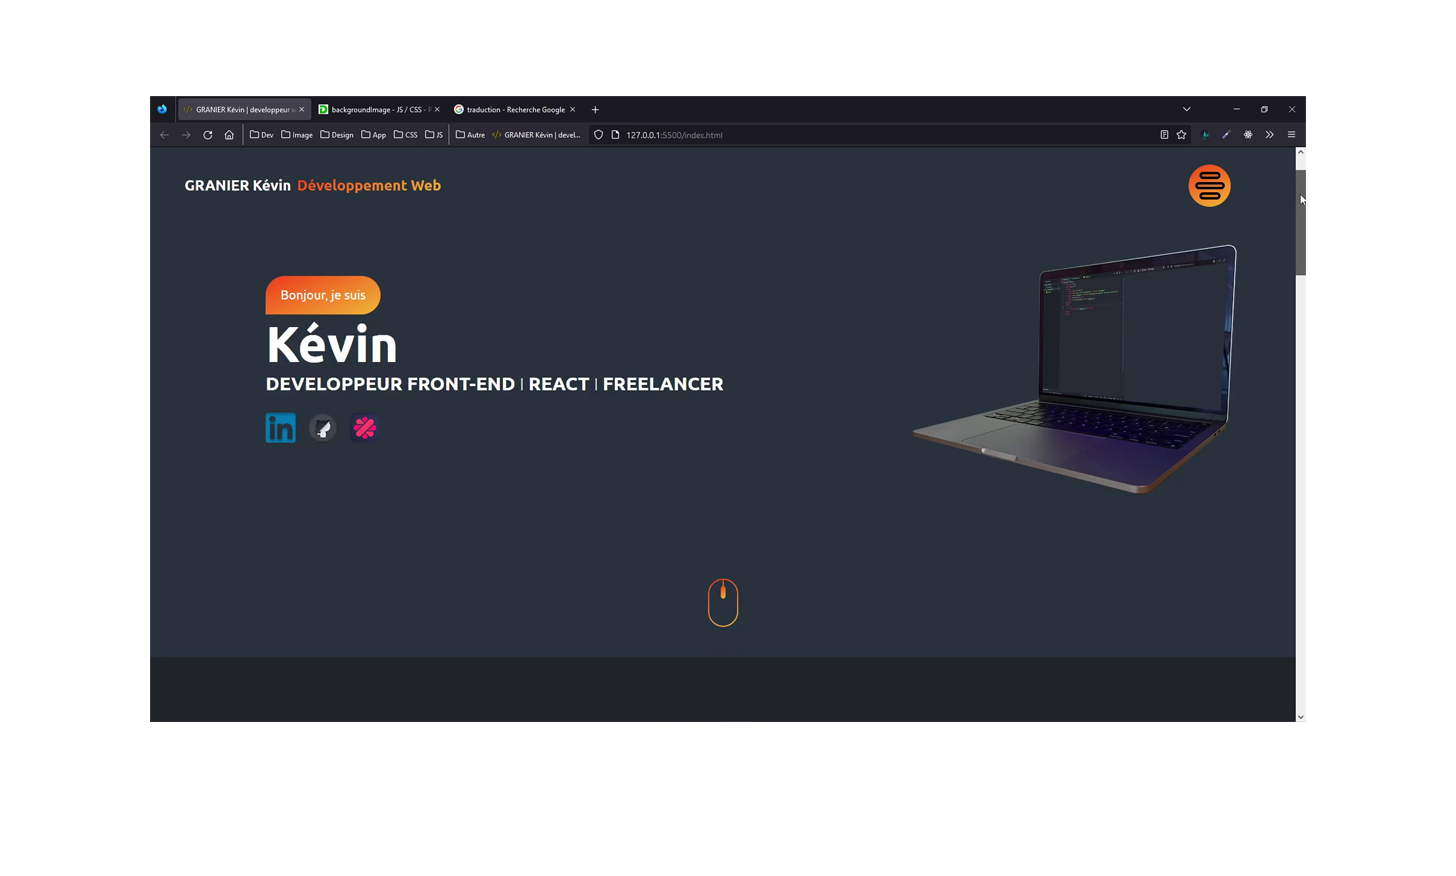 GRANIER Kévin | developpeur w
backgroundImage - JS / CSS - F
traduction - Recherche Google
Dev Image Design App CSS JS Autre GRANIER Kévin | devel... 127.0.0.1:5500/index.html
GRANIER Kévin Développement Web
Bonjour, je suis
Kévin
DEVELOPPEUR FRONT-END | REACT | FREELANCER
in